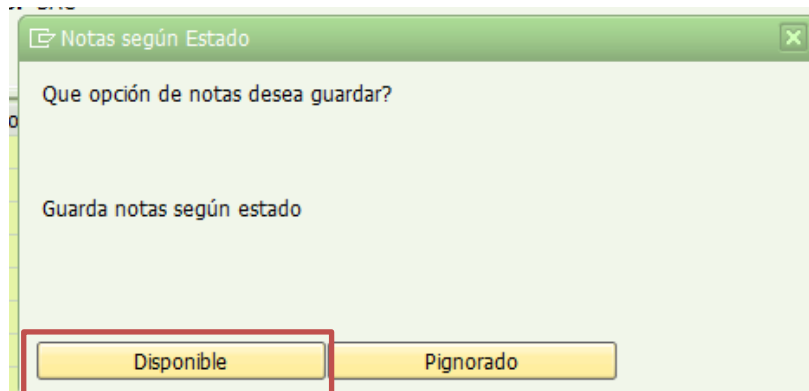 Notas según Estado
Que opción de notas desea guardar?
Guarda notas según estado
Disponible
Pignorado